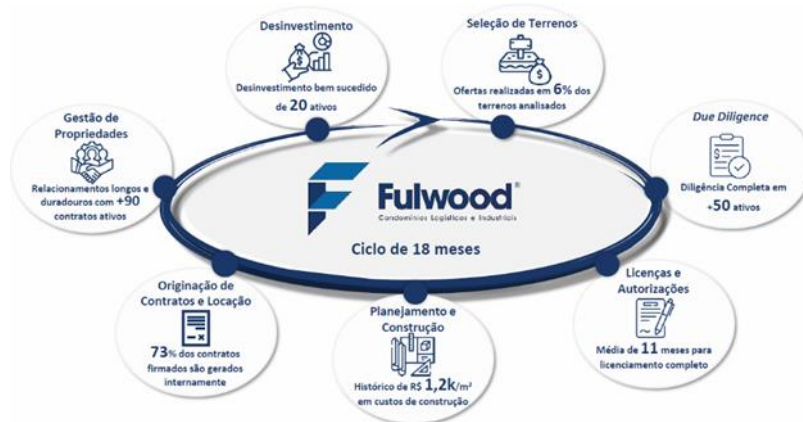 Desinvestimento
Desinvestimento bem sucedido
de 20 ativos
Seleção de Terrenos
Ofertas realizadas em 6% dos
terrenos analisados
Due Diligence
Diligência Completa em
+50 ativos
Licenças e
Autorizações
Média de 11 meses para
licenciamento completo
Planejamento e
Construção
Histórico de R$ 1,2k/m²
em custos de construção
Originação de
Contratos e Locação
73% dos contratos
firmados são gerados
internamente
Gestão de
Propriedades
Relacionamentos longos e
duradouros com +90
contratos ativos
Fulwood®
Condomínios Logísticos e Industriais
Ciclo de 18 meses